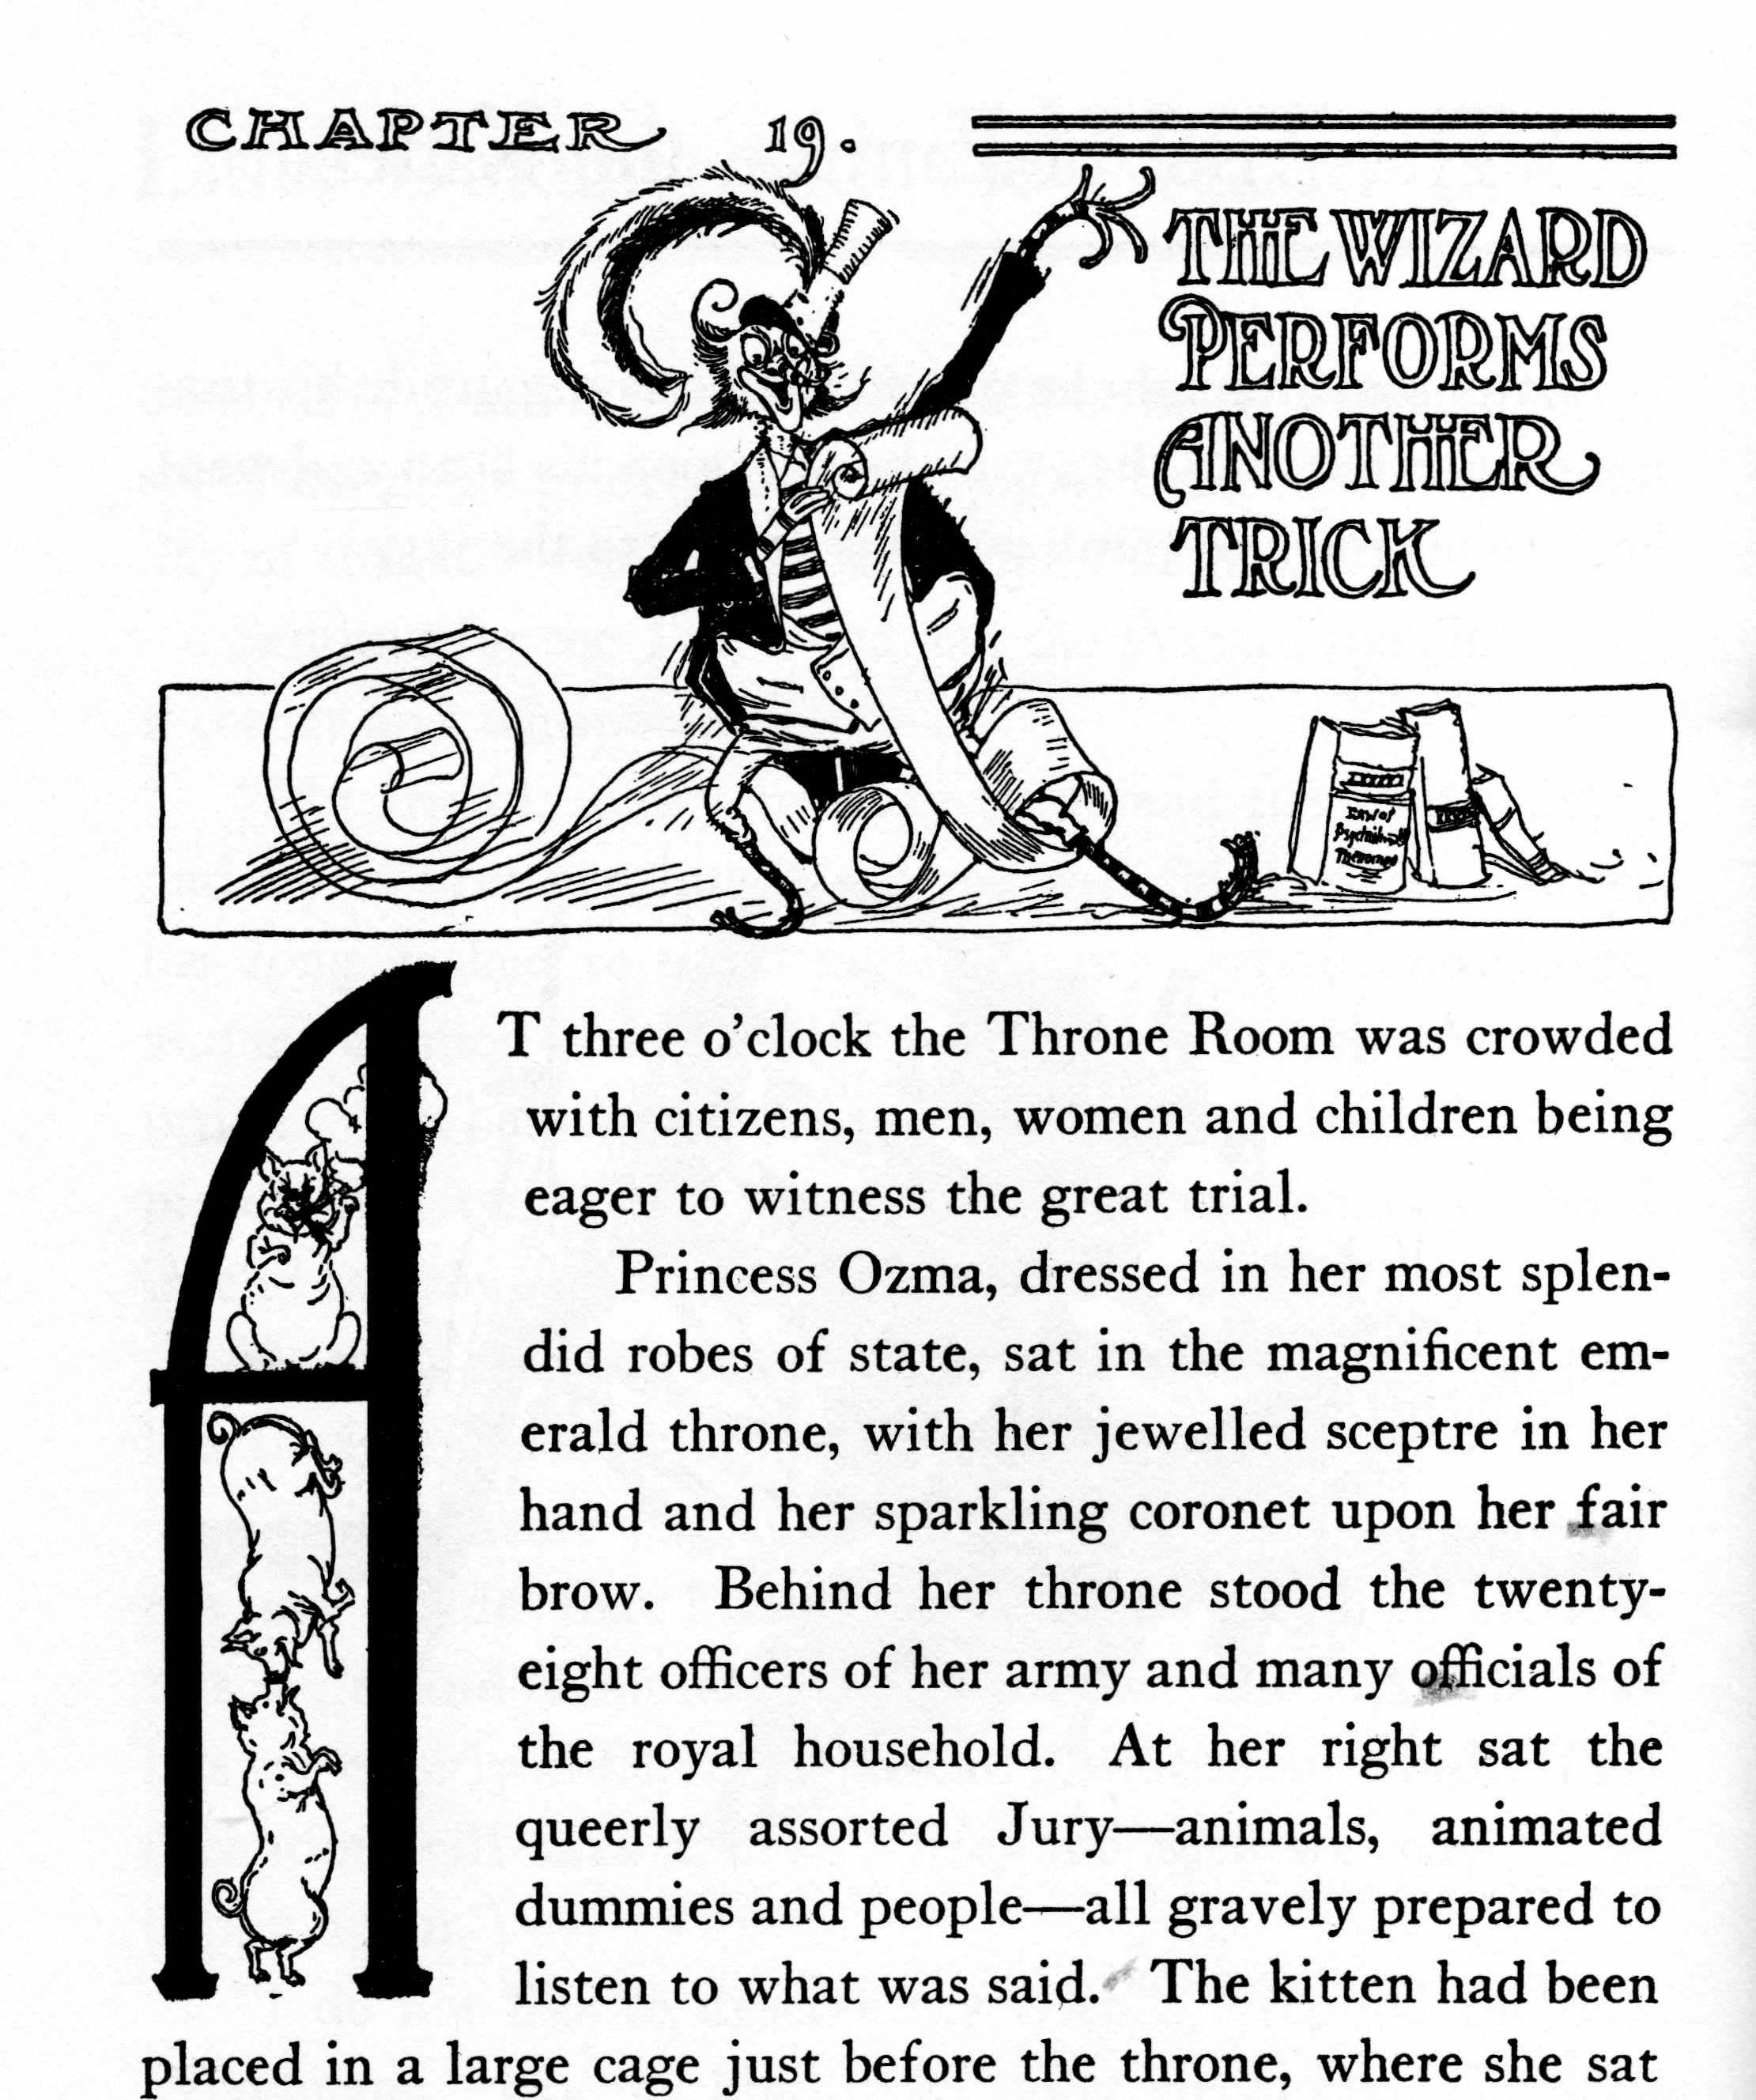 CHAPTER 19.
THE WIZARD
PERFORMS
ANOTHER
TRICK
LAW of
AT three o’clock the Throne Room was crowded
with citizens, men, women and children being
eager to witness the great trial.
Princess Ozma, dressed in her most splen-
did robes of state, sat in the magnificent em-
erald throne, with her jewelled sceptre in her
hand and her sparkling coronet upon her fair
brow. Behind her throne stood the twenty-
eight officers of her army and many officials of
the royal household. At her right sat the
queerly assorted Jury—animals, animated
dummies and people—all gravely prepared to
listen to what was said. The kitten had been
placed in a large cage just before the throne, where she sat